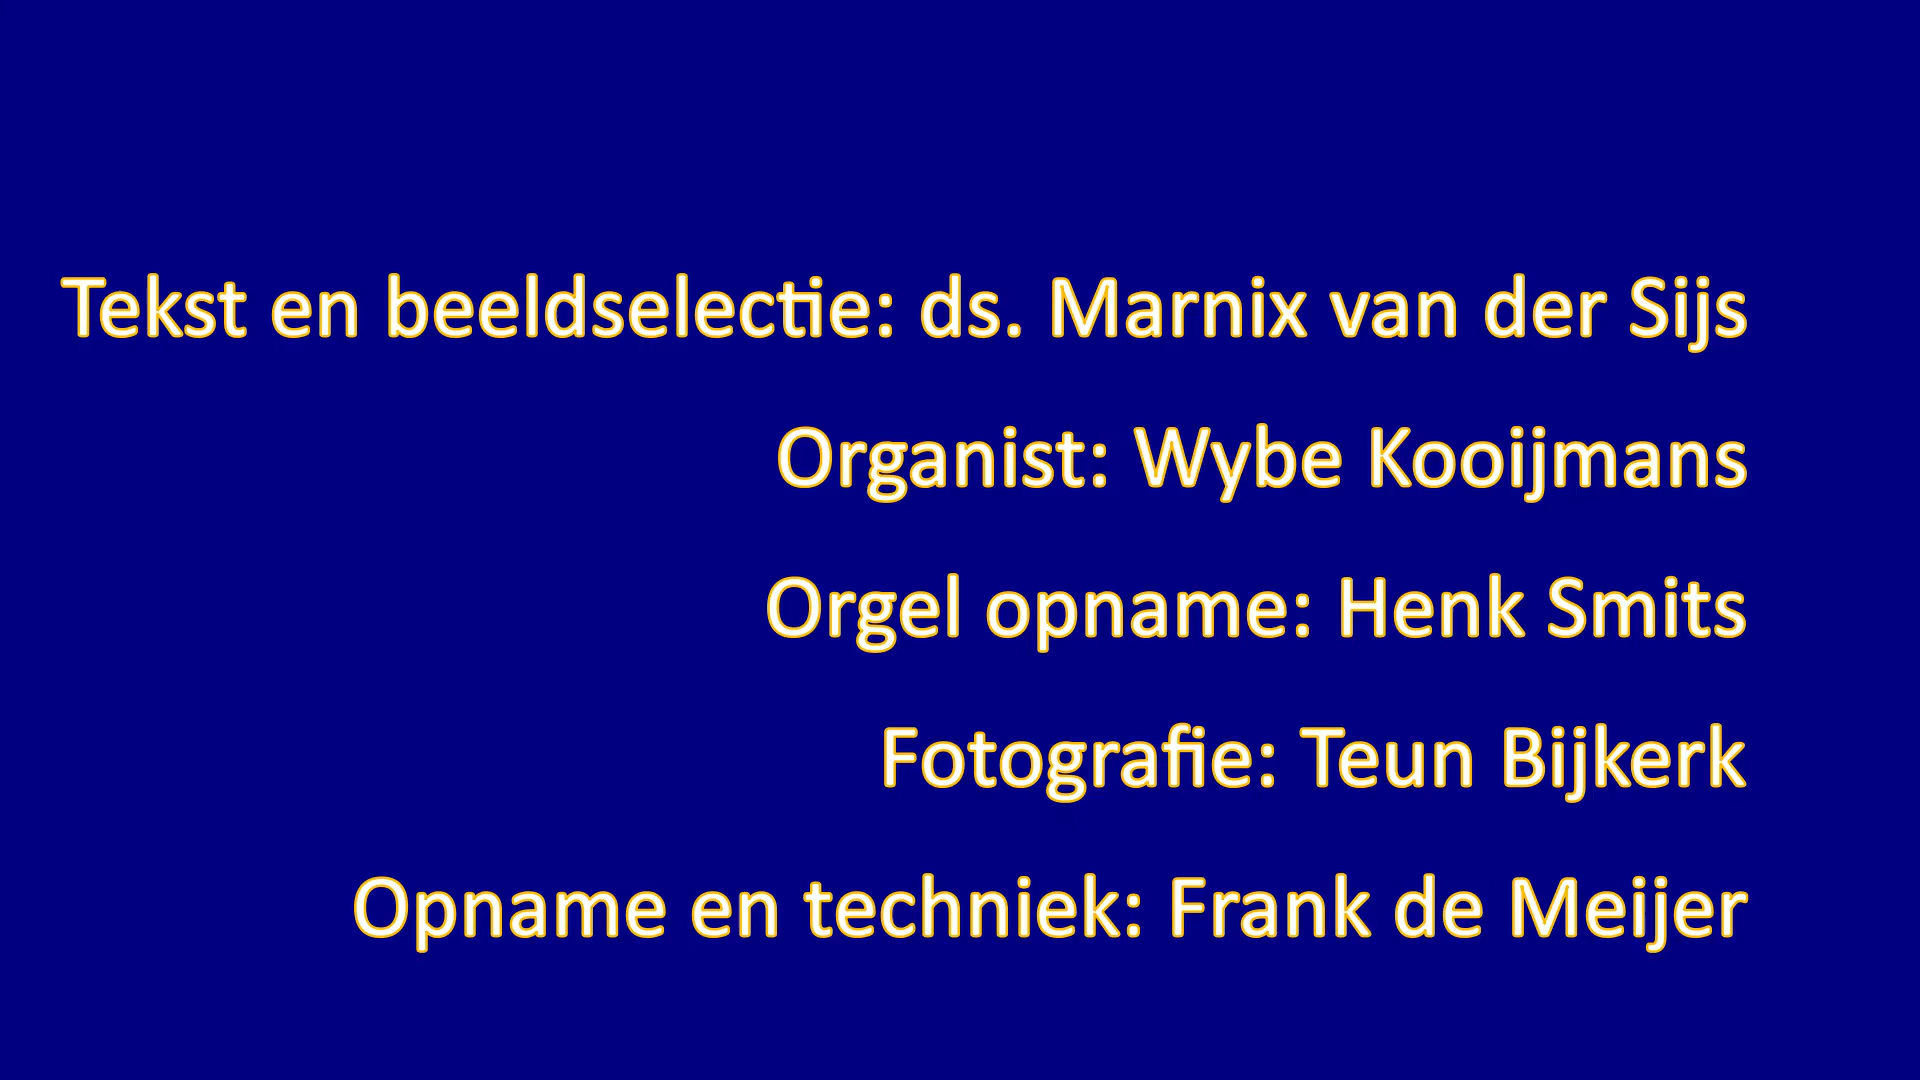 Tekst en beeldselectie: ds. Marnix van der Sijs
Organist: Wybe Kooijmans
Orgel opname: Henk Smits
Fotografie: Teun Bijkerk
Opname en techniek: Frank de Meijer